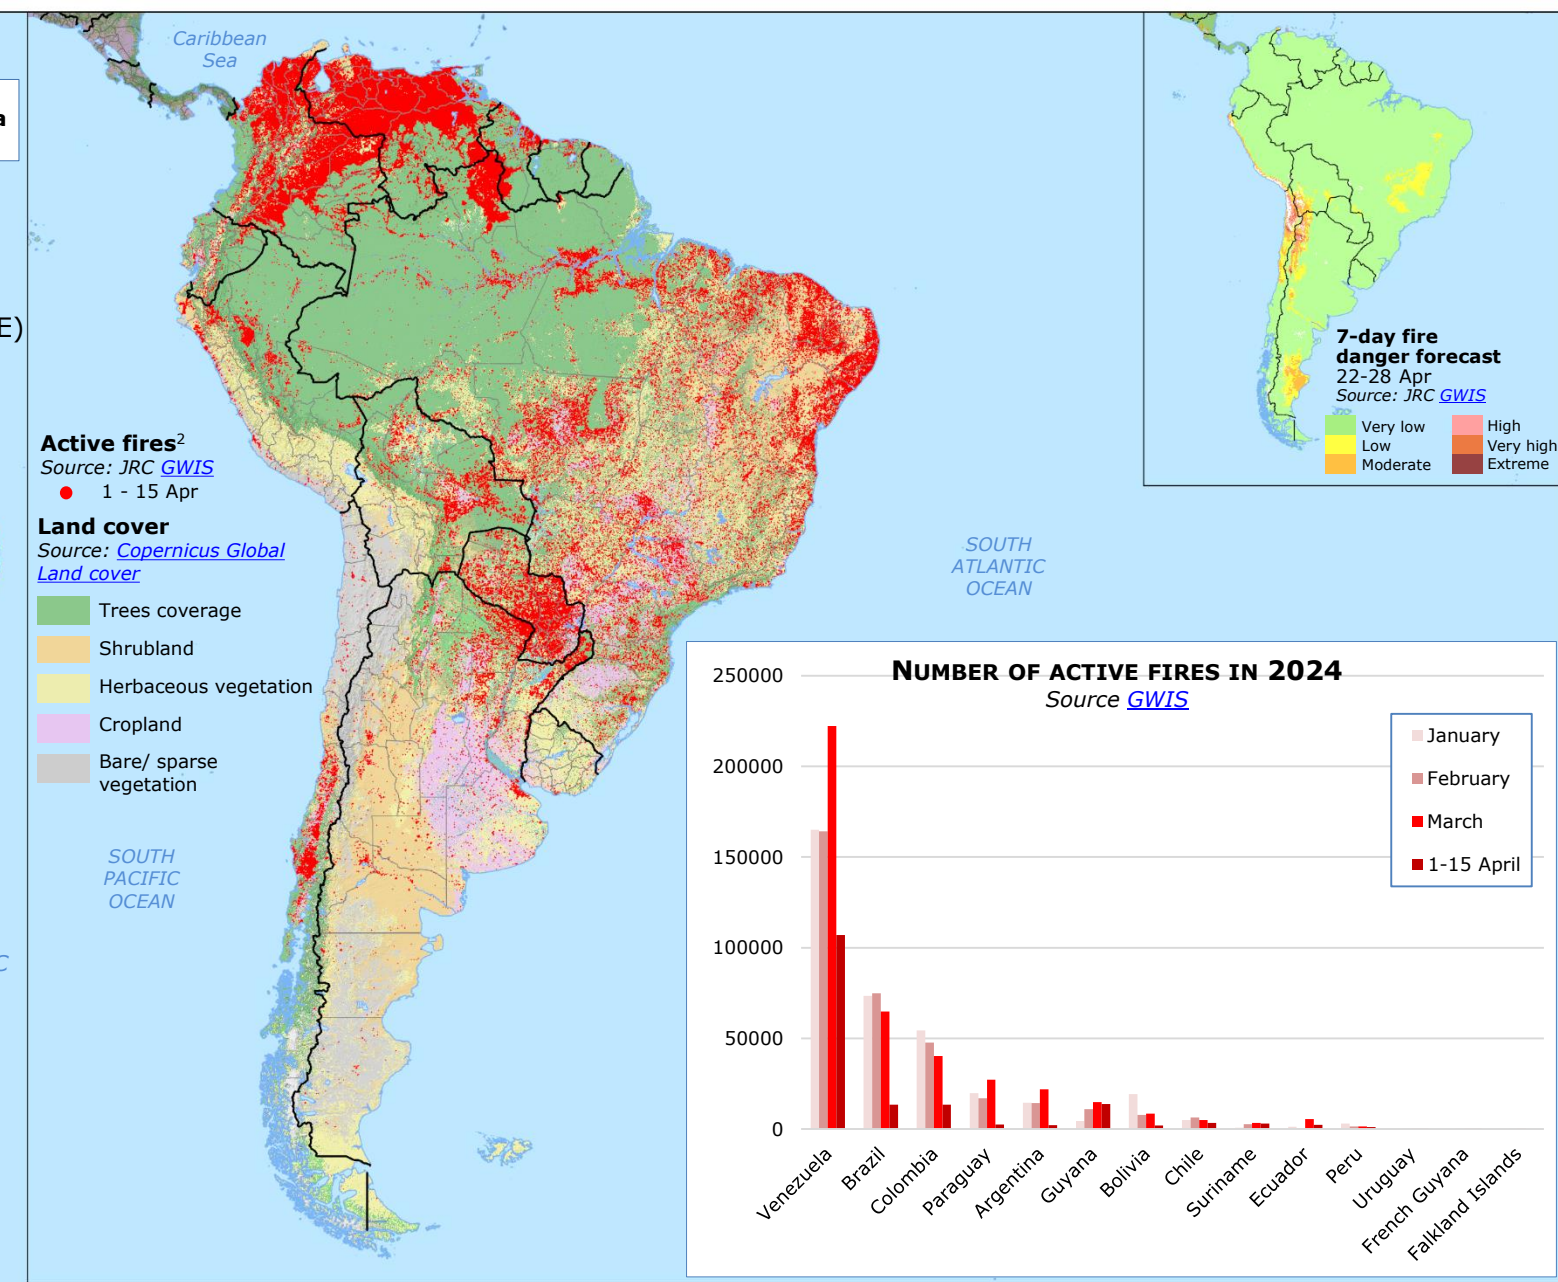 a
E)
C
Caribbean
Sea
Active fires2
Source: JRC GWIS
1 - 15 Apr
Land cover
Source: Copernicus Global
Land cover
Trees coverage
Shrubland
Herbaceous vegetation
Cropland
Bare/ sparse
vegetation
SOUTH
PACIFIC
OCEAN
SOUTH
ATLANTIC
OCEAN
7-day fire
danger forecast
22-28 Apr
Source: JRC GWIS
Very low
Low
Moderate
High
Very high
Extreme
NUMBER OF ACTIVE FIRES IN 2024
Source GWIS
250000
200000
150000
100000
50000
0
January
February
March
1-15 April
Venezuela
Brazil
Colombia
Paraguay
Argentina
Guyana
Bolivia
Chile
Suriname
Ecuador
Peru
Uruguay
French Guyana
Falkland Islands